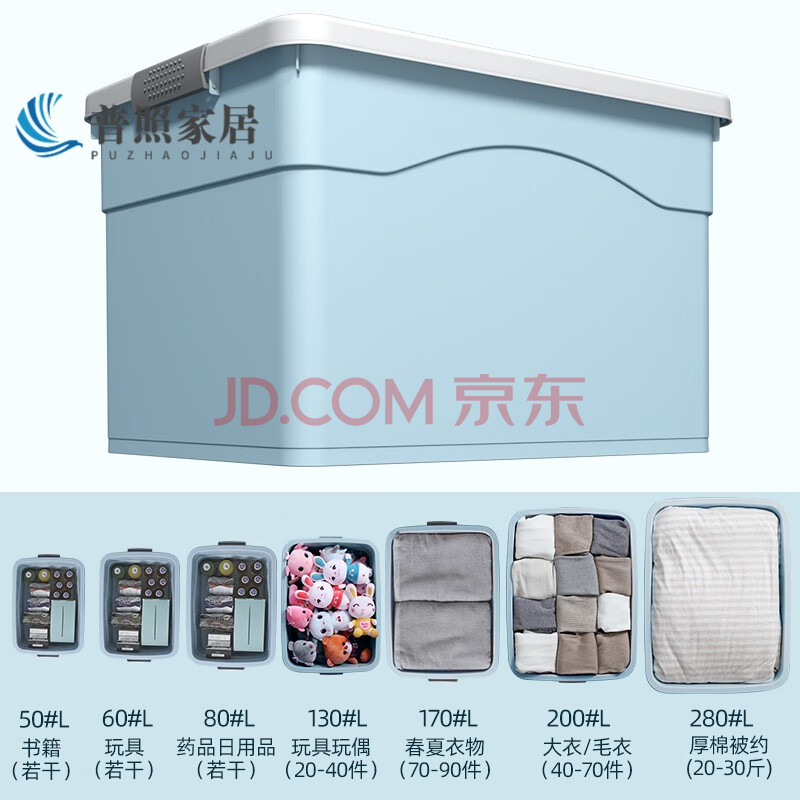 普照家居
PUZHAOJIAJU
JD.COM 京东
50#L 60#L 80#L 130#L 170#L 200#L 280#L
书籍 玩具 药品日用品 玩具玩偶 春夏衣物 大衣/毛衣 厚棉被约
（若干） （若干） （若干） （20-40件） （70-90件） （40-70件） （20-30斤）